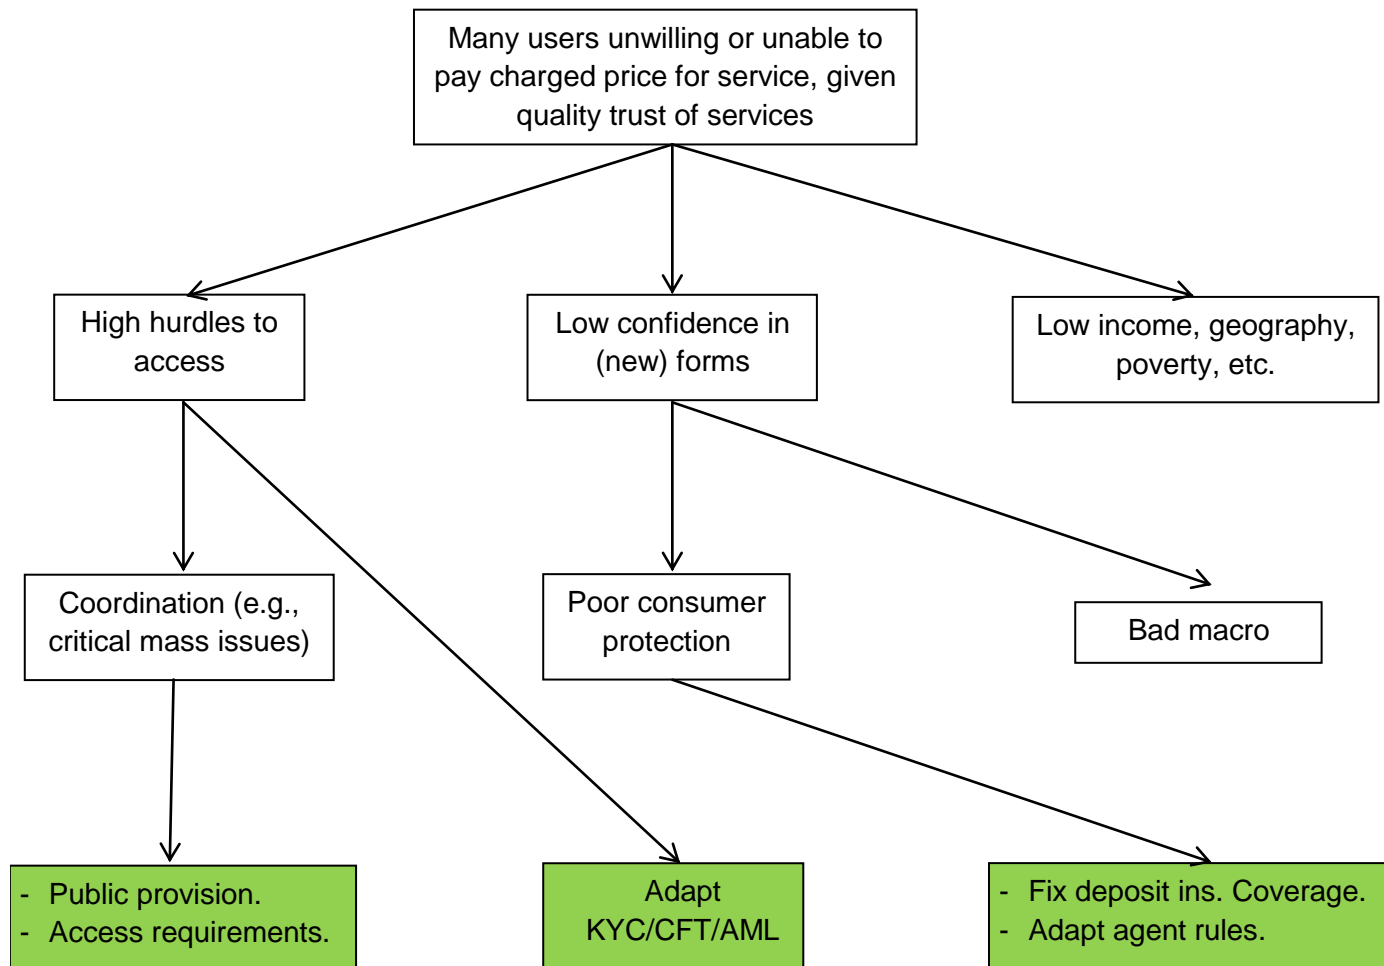 Many users unwilling or unable to
pay charged price for service, given
quality trust of services
High hurdles to
access
Low confidence in
(new) forms
Low income, geography,
poverty, etc.
Coordination (e.g.,
critical mass issues)
Poor consumer
protection
Bad macro
- Public provision.
- Access requirements.
Adapt
KYC/CFT/AML
- Fix deposit ins. Coverage.
- Adapt agent rules.